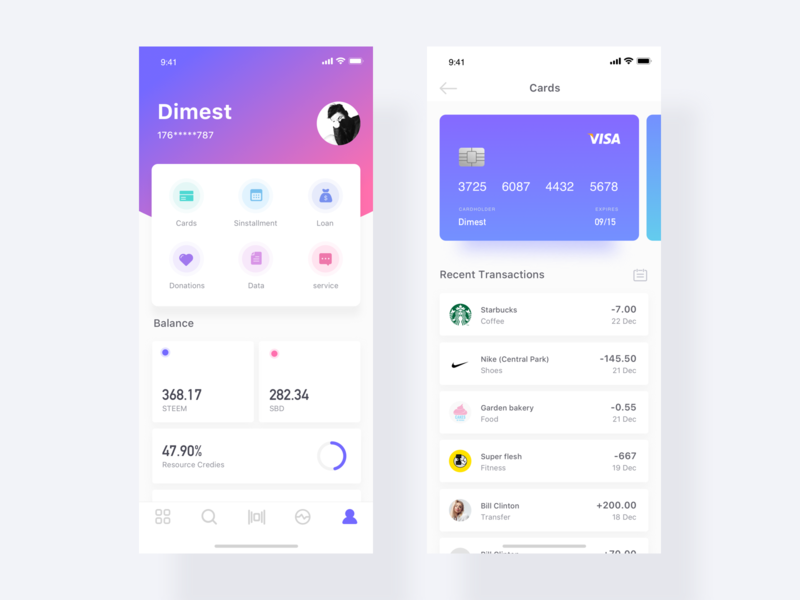 9:41
Dimest
176*****787
Cards
Sinstallment
Loan
Donations
Data
service
Balance
368.17
STEEM
282.34
SBD
47.90%
Resource Credies
9:41
Cards
VISA
3725 6087 4432 5678
CARDHOLDER
EXPIRES
Dimest
09/15
Recent Transactions
Starbucks
-7.00
Coffee
22 Dec
Nike (Central Park)
-145.50
Shoes
21 Dec
Garden bakery
-0.55
Food
21 Dec
Super flesh
-667
Fitness
19 Dec
Bill Clinton
+200.00
Transfer
18 Dec
Bill Clinton
+70.00